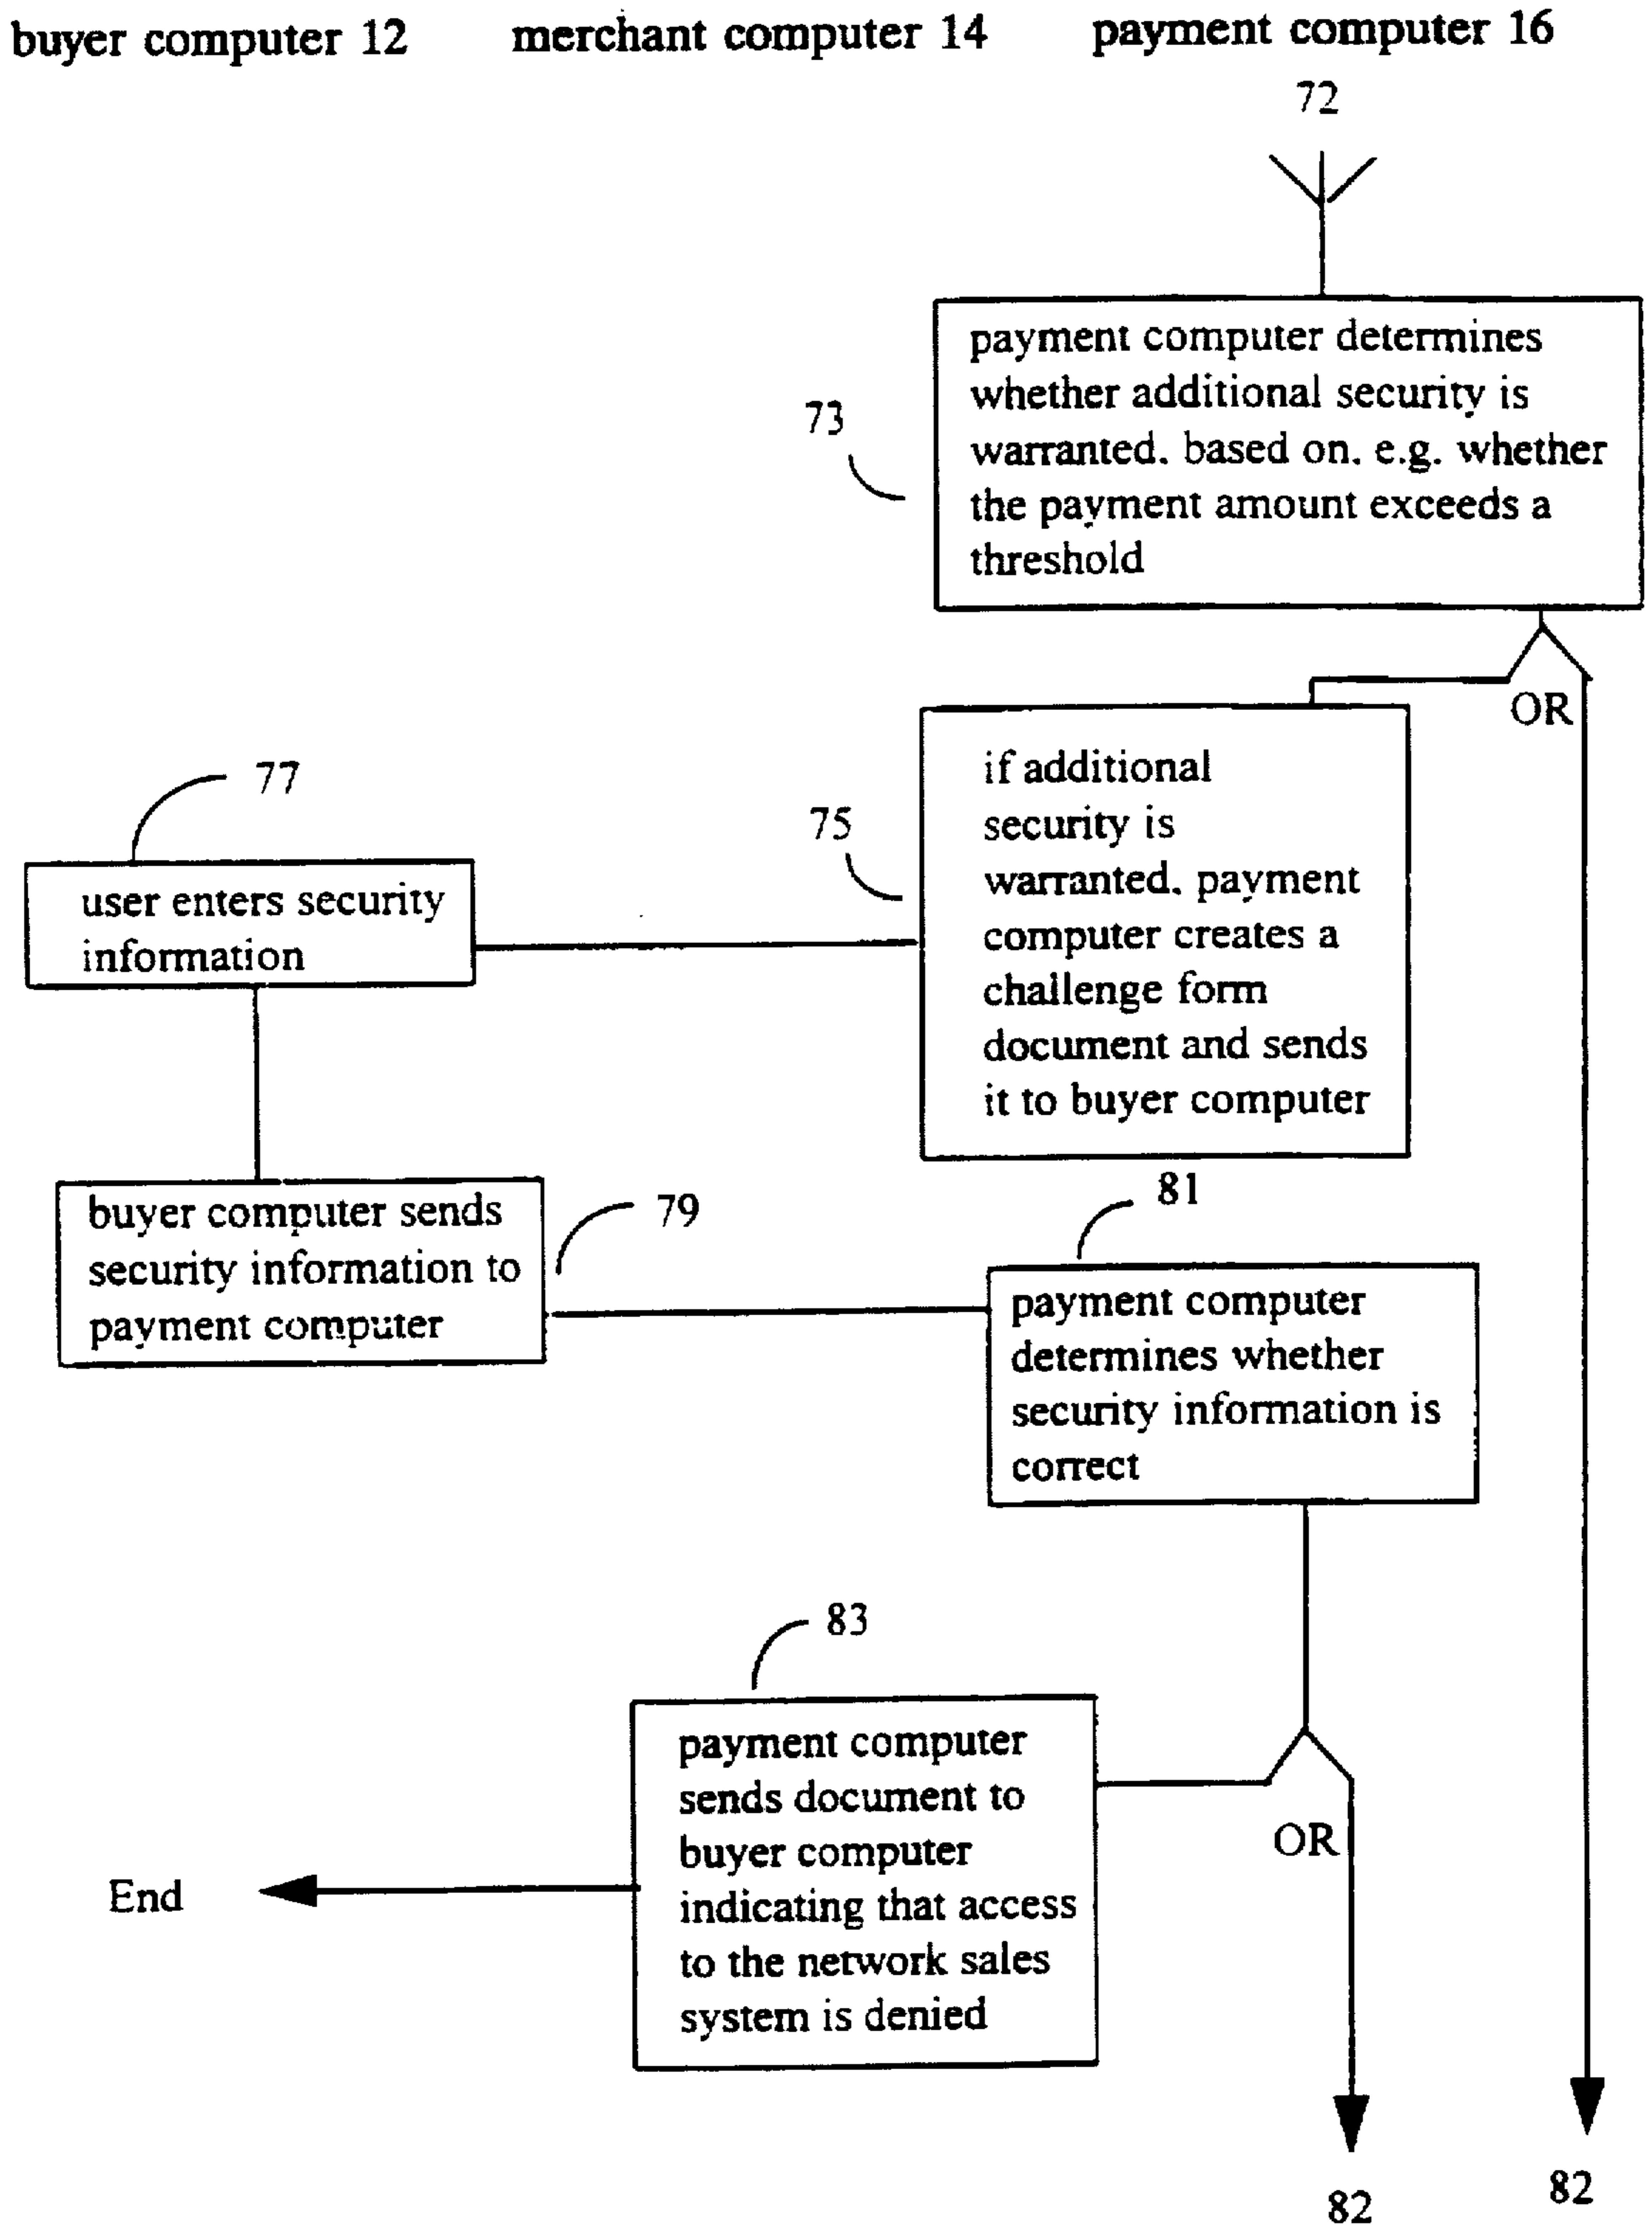 buyer computer 12 merchant computer 14 payment computer 16
72
payment computer determines
whether additional security is
warranted. based on. e.g. whether
the payment amount exceeds a
threshold
73
OR
if additional
security is
warranted. payment
computer creates a
challenge form
document and sends
it to buyer computer
75
77
user enters security
information
buyer computer sends
security information to
payment computer
79
81
payment computer
determines whether
security information is
correct
83
payment computer
sends document to
buyer computer
indicating that access
to the network sales
system is denied
OR
End
82
82